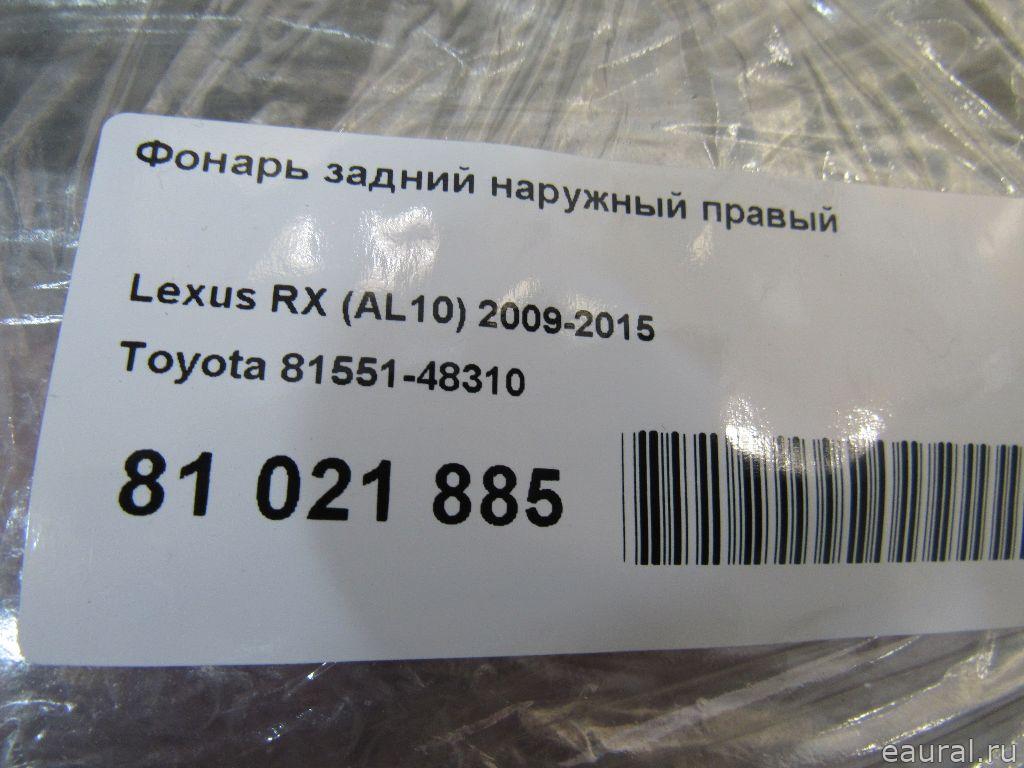 Фонарь задний наружный правый
Lexus RX (AL10) 2009-2015
Toyota 81551-48310
81 021 885
eaural.ru